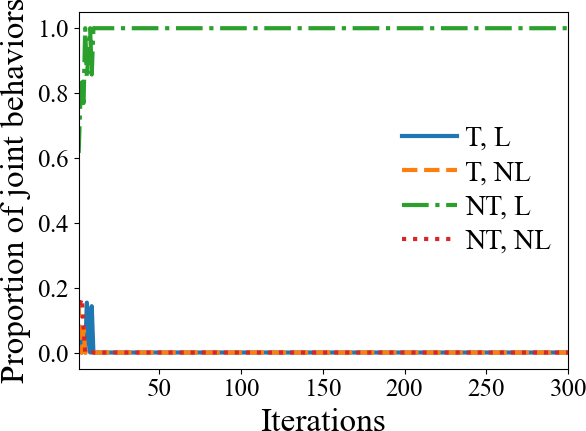 Proportion of joint behaviors
1.0
0.8
0.6
0.4
0.2
0.0
T, L
T, NL
NT, L
NT, NL
50 100 150 200 250 300
Iterations